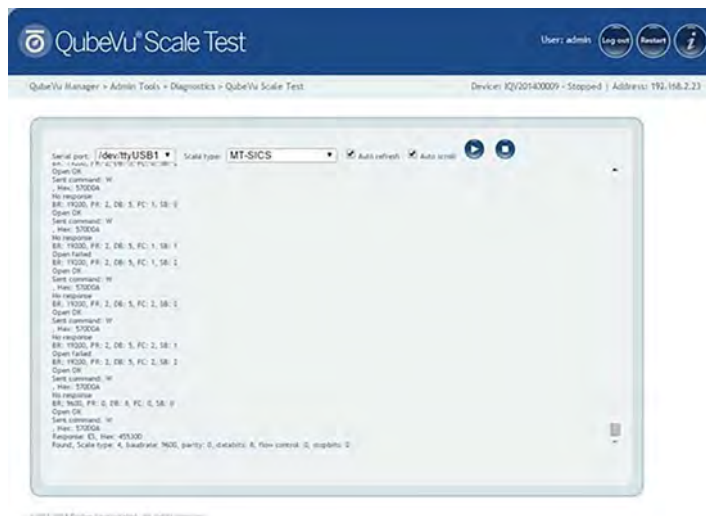 QubeVu® Scale Test
User: admin
Log out
Restart
i
QubeVu Manager > Admin Tools > Diagnostics > QubeVu Scale Test
Device: IQV201400009 - Stopped | Address: 192.168.2.23
Serial port: /dev/ttyUSB1 Scale type: MT-SICS Auto refresh Auto scroll
Open OK
Sent command: W
, Hex: 570D0A
No response
BR: 19200, PR: 2, DB: 5, FC: 1, SB: 0
Open OK
Sent command: W
, Hex: 570D0A
No response
BR: 19200, PR: 2, DB: 5, FC: 1, SB: 1
Open failed
BR: 19200, PR: 2, DB: 5, FC: 1, SB: 2
Open OK
Sent command: W
, Hex: 570D0A
No response
BR: 19200, PR: 2, DB: 5, FC: 2, SB: 0
Open OK
Sent command: W
, Hex: 570D0A
No response
BR: 19200, PR: 2, DB: 5, FC: 2, SB: 1
Open failed
BR: 19200, PR: 2, DB: 5, FC: 2, SB: 2
Open OK
Sent command: W
, Hex: 570D0A
No response
BR: 9600, PR: 0, DB: 8, FC: 0, SB: 0
Open OK
Sent command: W
, Hex: 570D0A
Response: ES, Hex: 45530D
Found, Scale type: 4, baudrate: 9600, parity: 0, databits: 8, flow control: 0, stopbits: 0